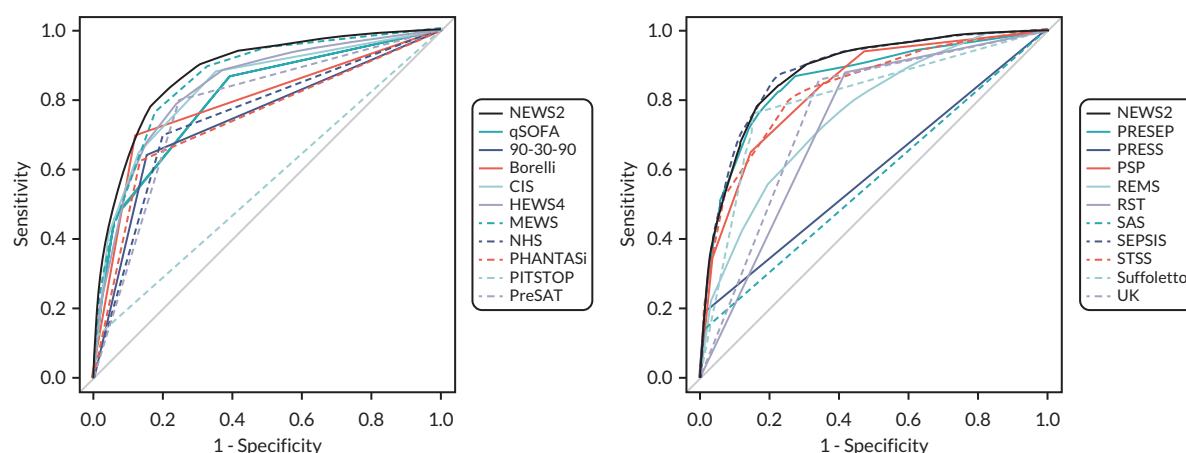 1.0
0.8
0.6
0.4
0.2
0.0
Sensitivity
0.0 0.2 0.4 0.6 0.8 1.0
1 - Specificity
NEWS2
qSOFA
90-30-90
Borelli
CIS
HEWS4
MEWS
NHS
PHANTASi
PITSTOP
PreSAT
1.0
0.8
0.6
0.4
0.2
0.0
Sensitivity
0.0 0.2 0.4 0.6 0.8 1.0
1 - Specificity
NEWS2
PRESEP
PRESS
PSP
REMS
RST
SAS
SEPSIS
STSS
Suffoletto
UK